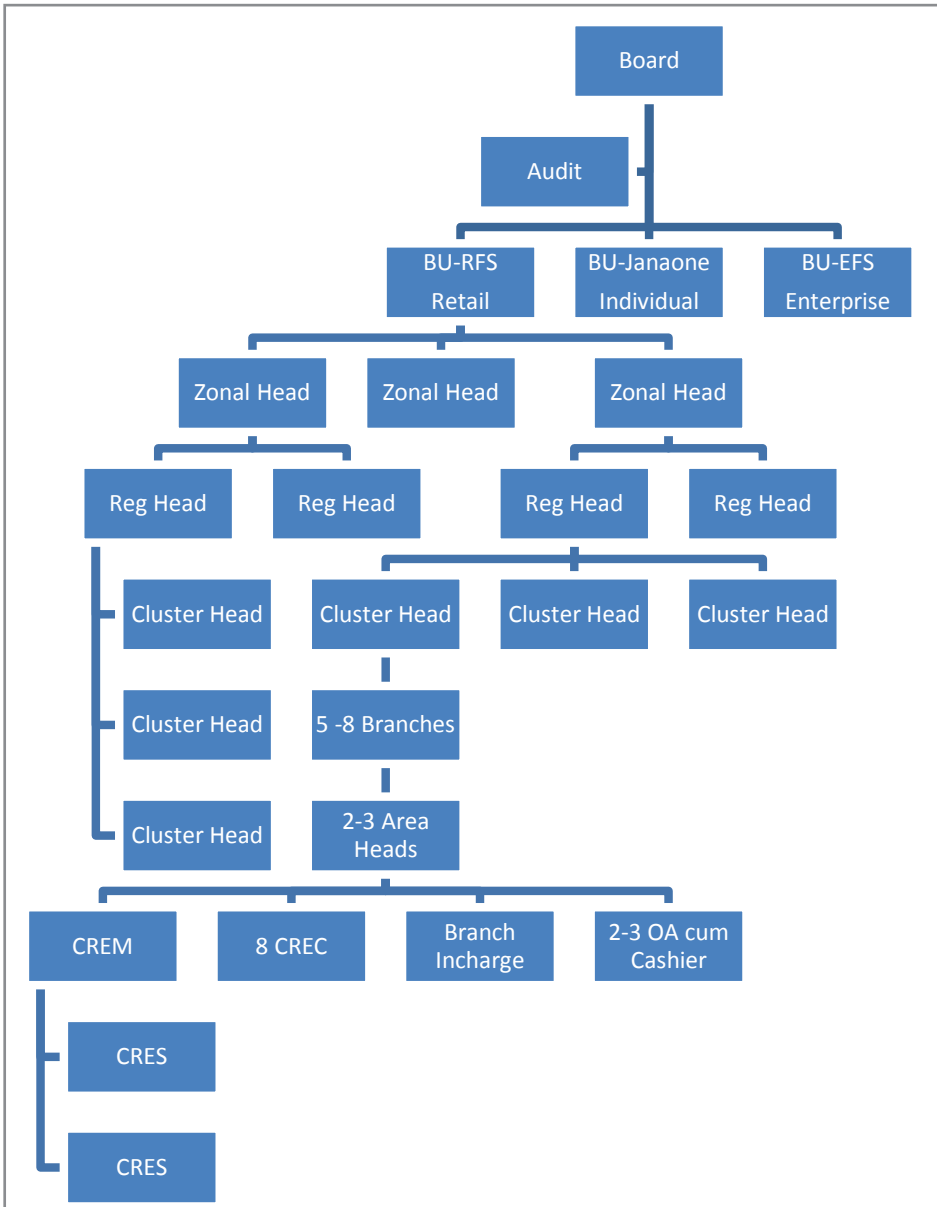 Board
Audit
BU-RFS
Retail
BU-Janaone
Individual
BU-EFS
Enterprise
Zonal Head
Zonal Head
Zonal Head
Reg Head
Reg Head
Reg Head
Reg Head
Cluster Head
Cluster Head
Cluster Head
Cluster Head
Cluster Head
5 -8 Branches
Cluster Head
2-3 Area
Heads
CREM
8 CREC
Branch
Incharge
2-3 OA cum
Cashier
CRES
CRES